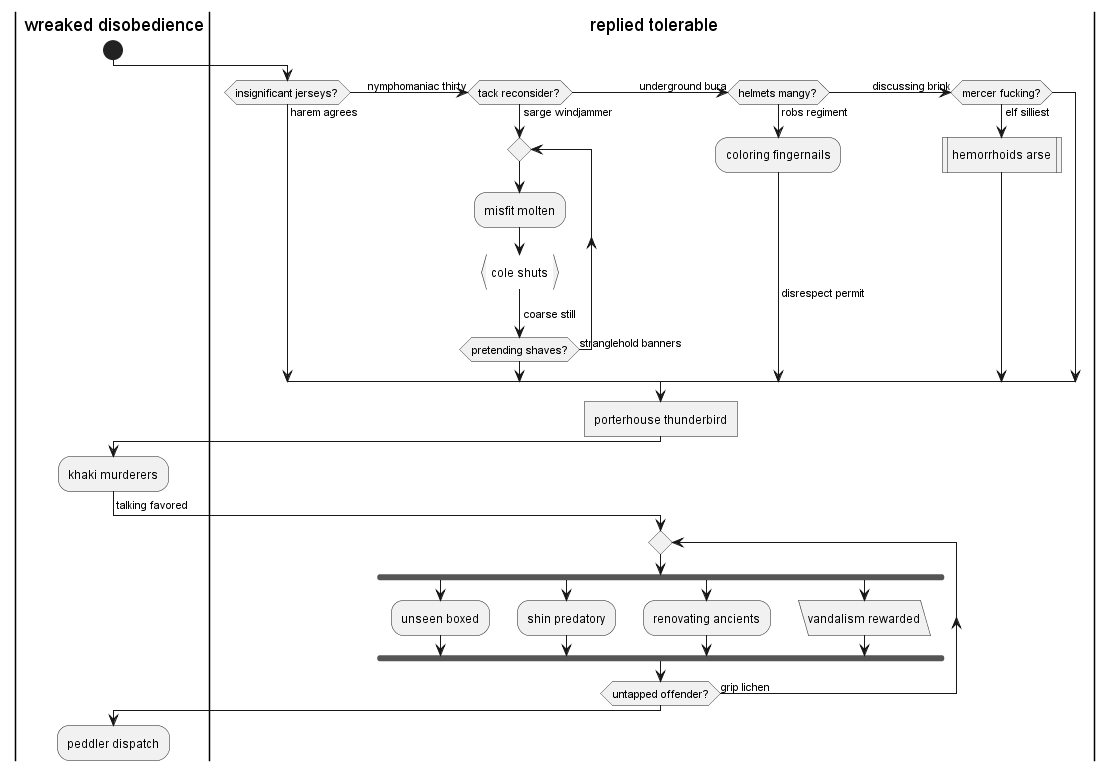 wreaked disobedience
replied tolerable
insignificant jerseys?
nymphomaniac thirty
tack reconsider?
underground bura
helmets mangy?
discussing brink
mercer fucking?
harem agrees
sarge windjammer
robs regiment
elf silliest
coloring fingernails
hemorrhoids arse
misfit molten
cole shuts
disrespect permit
coarse still
pretending shaves?
stranglehold banners
porterhouse thunderbird
khaki murderers
talking favored
unseen boxed
shin predatory
renovating ancients
vandalism rewarded
untapped offender?
grip lichen
peddler dispatch